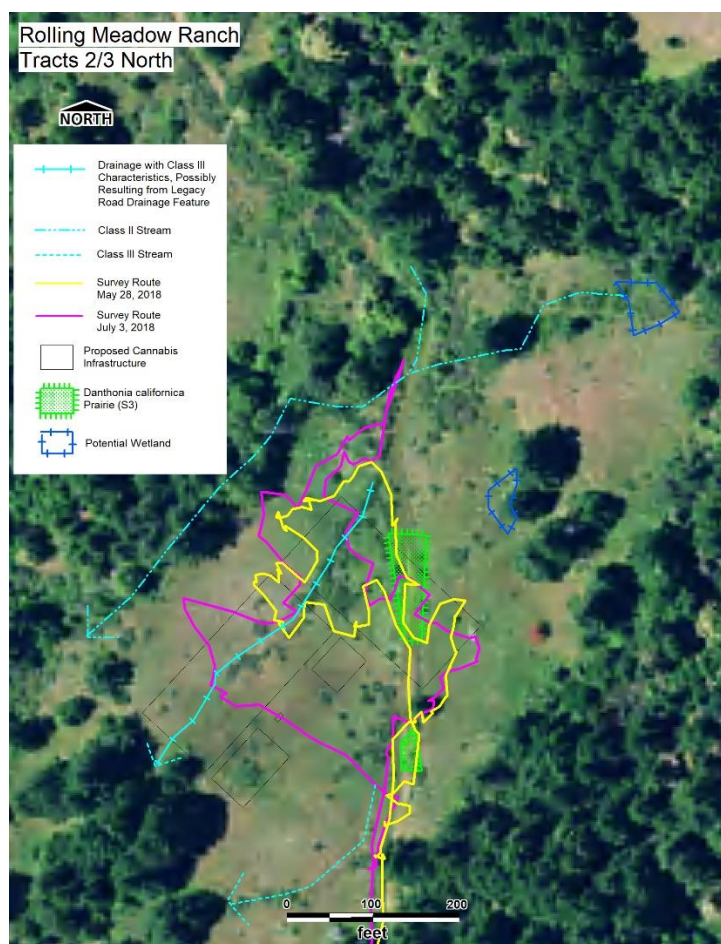 Rolling Meadow Ranch
Tracts 2/3 North
NORTH
Drainage with Class III
Characteristics, Possibly
Resulting from Legacy
Road Drainage Feature
Class II Stream
Class III Stream
Survey Route
May 28, 2018
Survey Route
July 3, 2018
Proposed Cannabis
Infrastructure
Danthonia californica
Prairie (S3)
Potential Wetland
0 100 200
feet